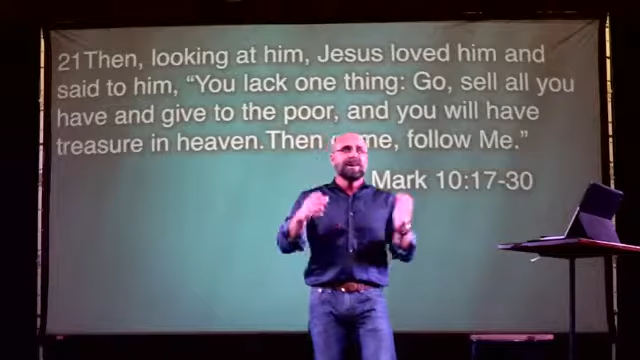 21Then, looking at him, Jesus loved him and
said to him, “You lack one thing: Go, sell all you
have and give to the poor, and you will have
treasure in heaven.Then me, follow Me.”
Mark 10:17-30